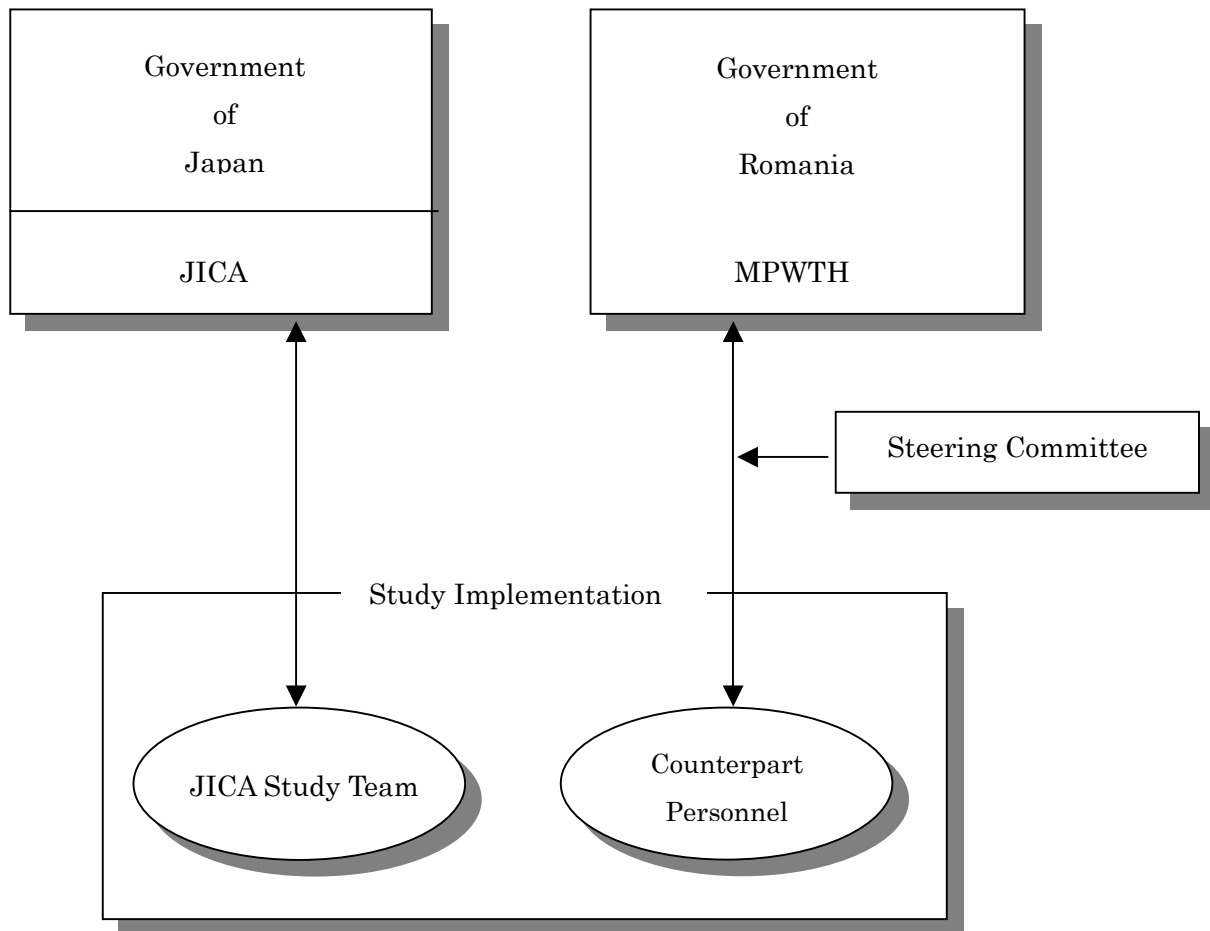 Government
of
Japan
JICA
Government
of
Romania
MPWTH
Steering Committee
Study Implementation
JICA Study Team
Counterpart
Personnel